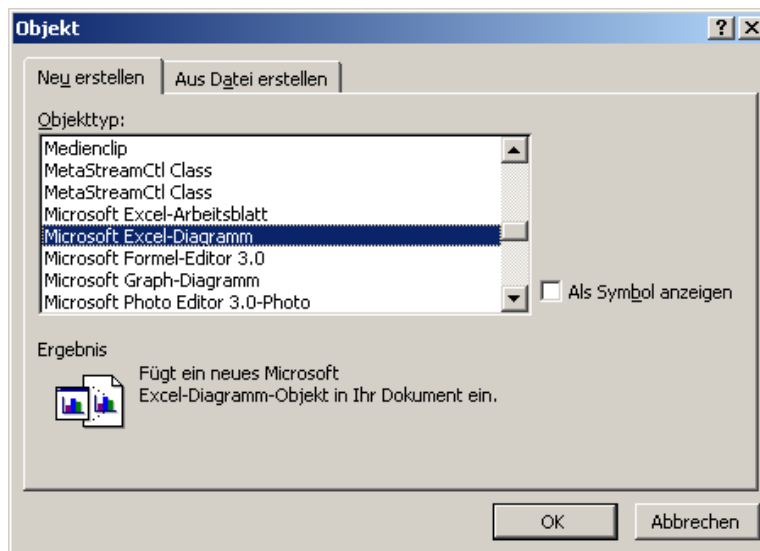 Objekt
Neu erstellen
Aus Datei erstellen
Objekttyp:
Medienclip
MetaStreamCtl Class
MetaStreamCtl Class
Microsoft Excel-Arbeitsblatt
Microsoft Excel-Diagramm
Microsoft Formel-Editor 3.0
Microsoft Graph-Diagramm
Microsoft Photo Editor 3.0-Photo
Als Symbol anzeigen
Ergebnis
Fügt ein neues Microsoft
Excel-Diagramm-Objekt in Ihr Dokument ein.
OK
Abbrechen